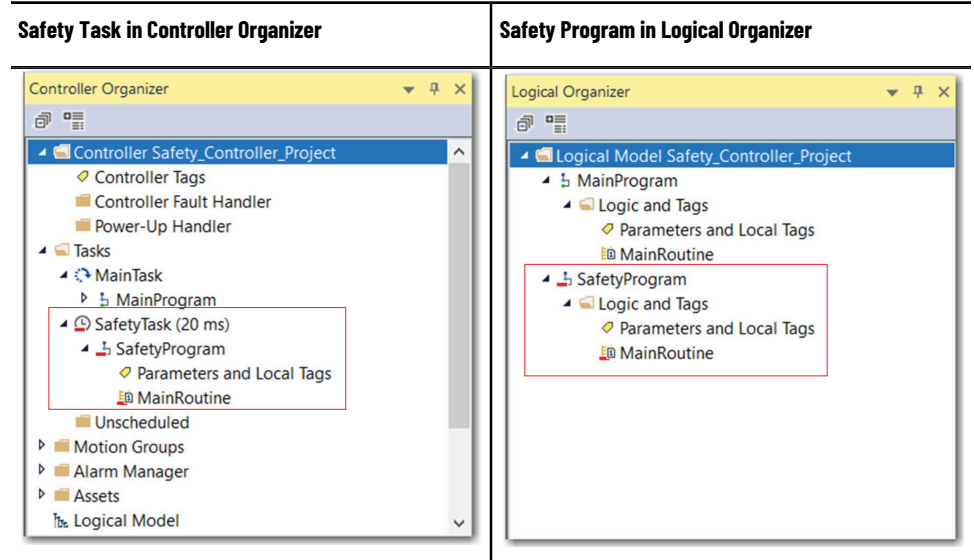 Safety Task in Controller Organizer
Controller Organizer
Controller Safety_Controller_Project
Controller Tags
Controller Fault Handler
Power-Up Handler
Tasks
MainTask
MainProgram
SafetyTask (20 ms)
SafetyProgram
Parameters and Local Tags
MainRoutine
Unscheduled
Motion Groups
Alarm Manager
Assets
Logical Model
Safety Program in Logical Organizer
Logical Organizer
Logical Model Safety_Controller_Project
MainProgram
Logic and Tags
Parameters and Local Tags
MainRoutine
SafetyProgram
Logic and Tags
Parameters and Local Tags
MainRoutine